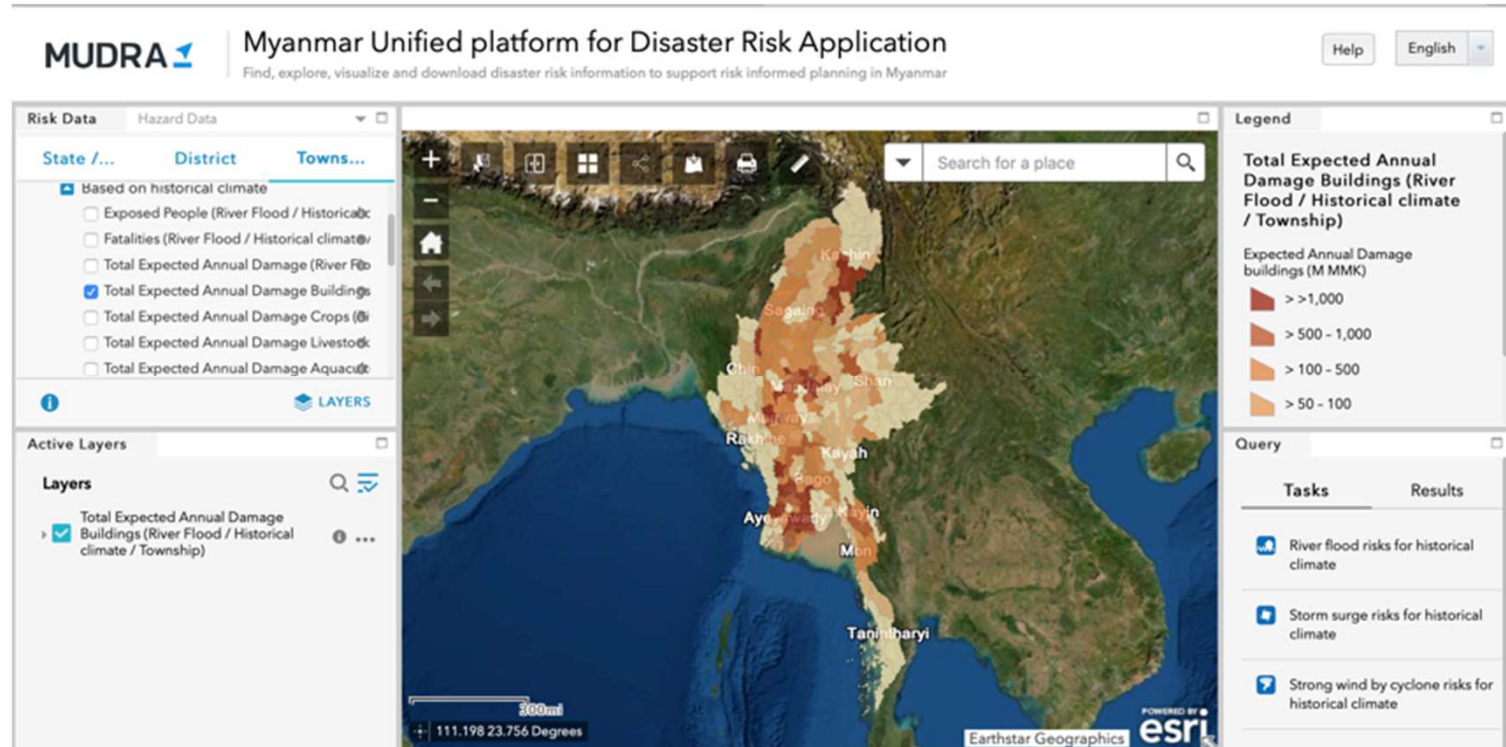 MUDRA
Myanmar Unified platform for Disaster Risk Application
Find, explore, visualize and download disaster risk information to support risk informed planning in Myanmar
Help
English
Risk Data
Hazard Data
State /...
District
Towns...
Based on historical climate
Exposed People (River Flood / Historical
Fatalities (River Flood / Historical climate
Total Expected Annual Damage (River Flo
Total Expected Annual Damage Buildings
Total Expected Annual Damage Crops (
Total Expected Annual Damage Livestock
Total Expected Annual Damage Aquacult
LAYERS
Active Layers
Layers
Total Expected Annual Damage
Buildings (River Flood / Historical
climate / Township)
Search for a place
Kachin
Sagaing
Chin
Mandalay
Shan
Magway
Rakhine
Kayah
Bago
Ayeyarwady
Kayin
Mon
Tanintharyi
300mi
111.198 23.756 Degrees
Earthstar Geographics
POWERED BY
esri
Legend
Total Expected Annual
Damage Buildings (River
Flood / Historical climate
/ Township)
Expected Annual Damage
buildings (M MMK)
> >1,000
> 500 – 1,000
> 100 – 500
> 50 – 100
Query
Tasks
Results
River flood risks for historical
climate
Storm surge risks for historical
climate
Strong wind by cyclone risks for
historical climate